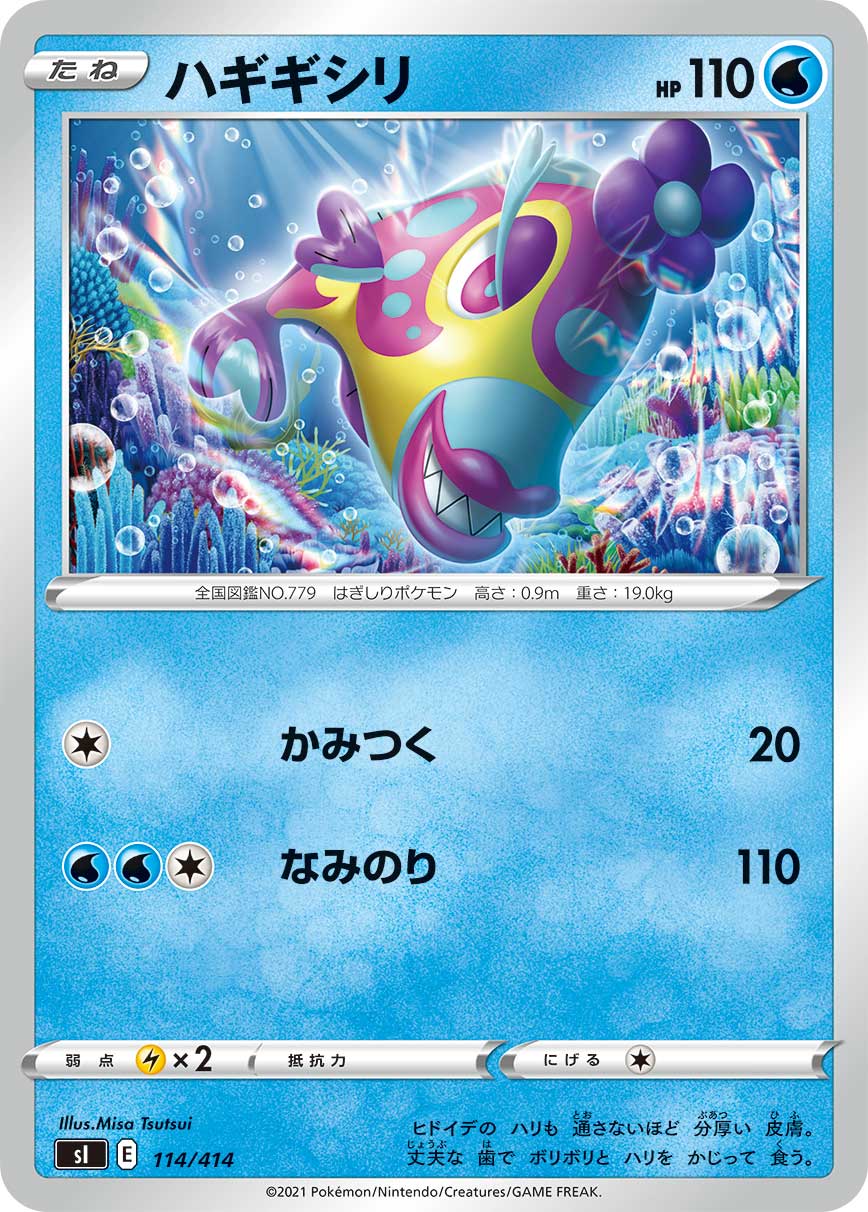 たね ハギギシリ HP 110
全国図鑑NO.779 はぎしりポケモン 高さ:0.9m 重さ:19.0kg
かみつく 20
なみのり 110
弱点 ×2 抵抗力 にげる
Illus.Misa Tsutsui
ヒドイデの ハリも 通さないほど 分厚い 皮膚。
丈夫な 歯で ボリボリと ハリを かじって 食う。
sI E 114/414
©2021 Pokémon/Nintendo/Creatures/GAME FREAK.